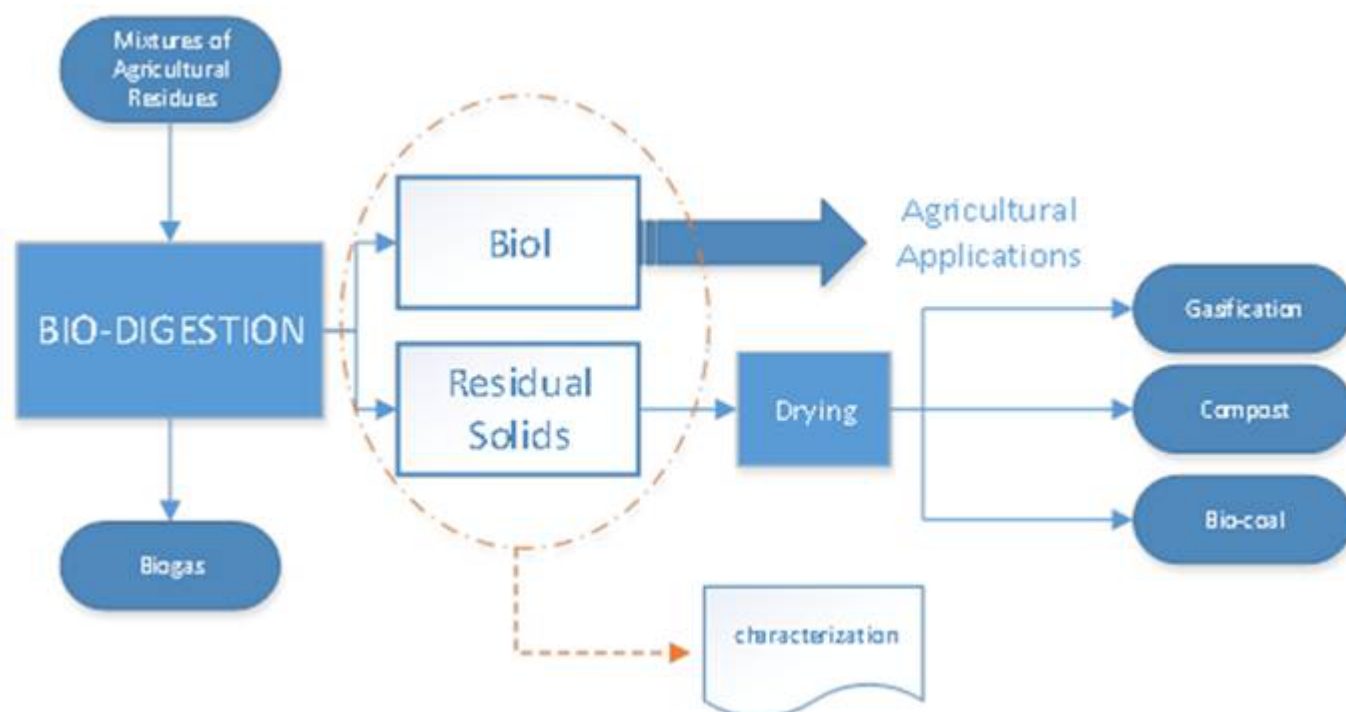 Mixtures of
Agricultural
Residues
BIO-DIGESTION
Biogas
Biol
Residual
Solids
Agricultural
Applications
Drying
Gasification
Compost
Bio-coal
characterization